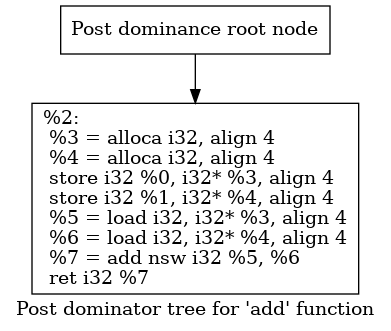 Post dominance root node
%2:
%3 = alloca i32, align 4
%4 = alloca i32, align 4
store i32 %0, i32* %3, align 4
store i32 %1, i32* %4, align 4
%5 = load i32, i32* %3, align 4
%6 = load i32, i32* %4, align 4
%7 = add nsw i32 %5, %6
ret i32 %7
Post dominator tree for 'add' function